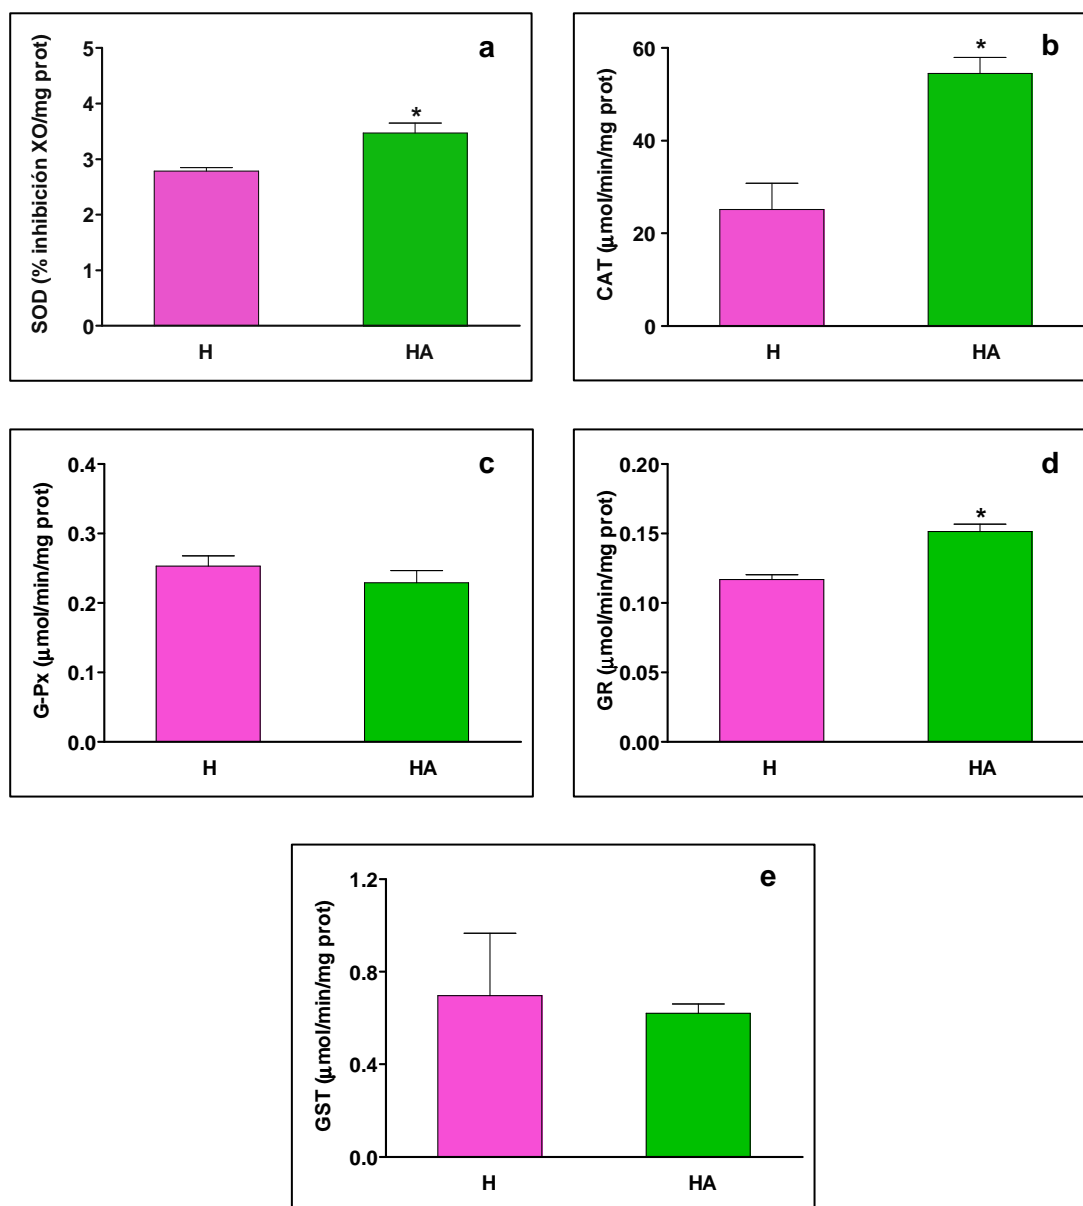 a
SOD (% inhibición XO/mg prot)
5
4
3
2
1
0
*
H
HA
b
CAT (µmol/min/mg prot)
60
40
20
0
*
H
HA
c
G-Px (µmol/min/mg prot)
0.4
0.3
0.2
0.1
0.0
H
HA
d
GR (µmol/min/mg prot)
0.20
0.15
0.10
0.05
0.00
*
H
HA
e
GST (µmol/min/mg prot)
1.2
0.8
0.4
0.0
H
HA